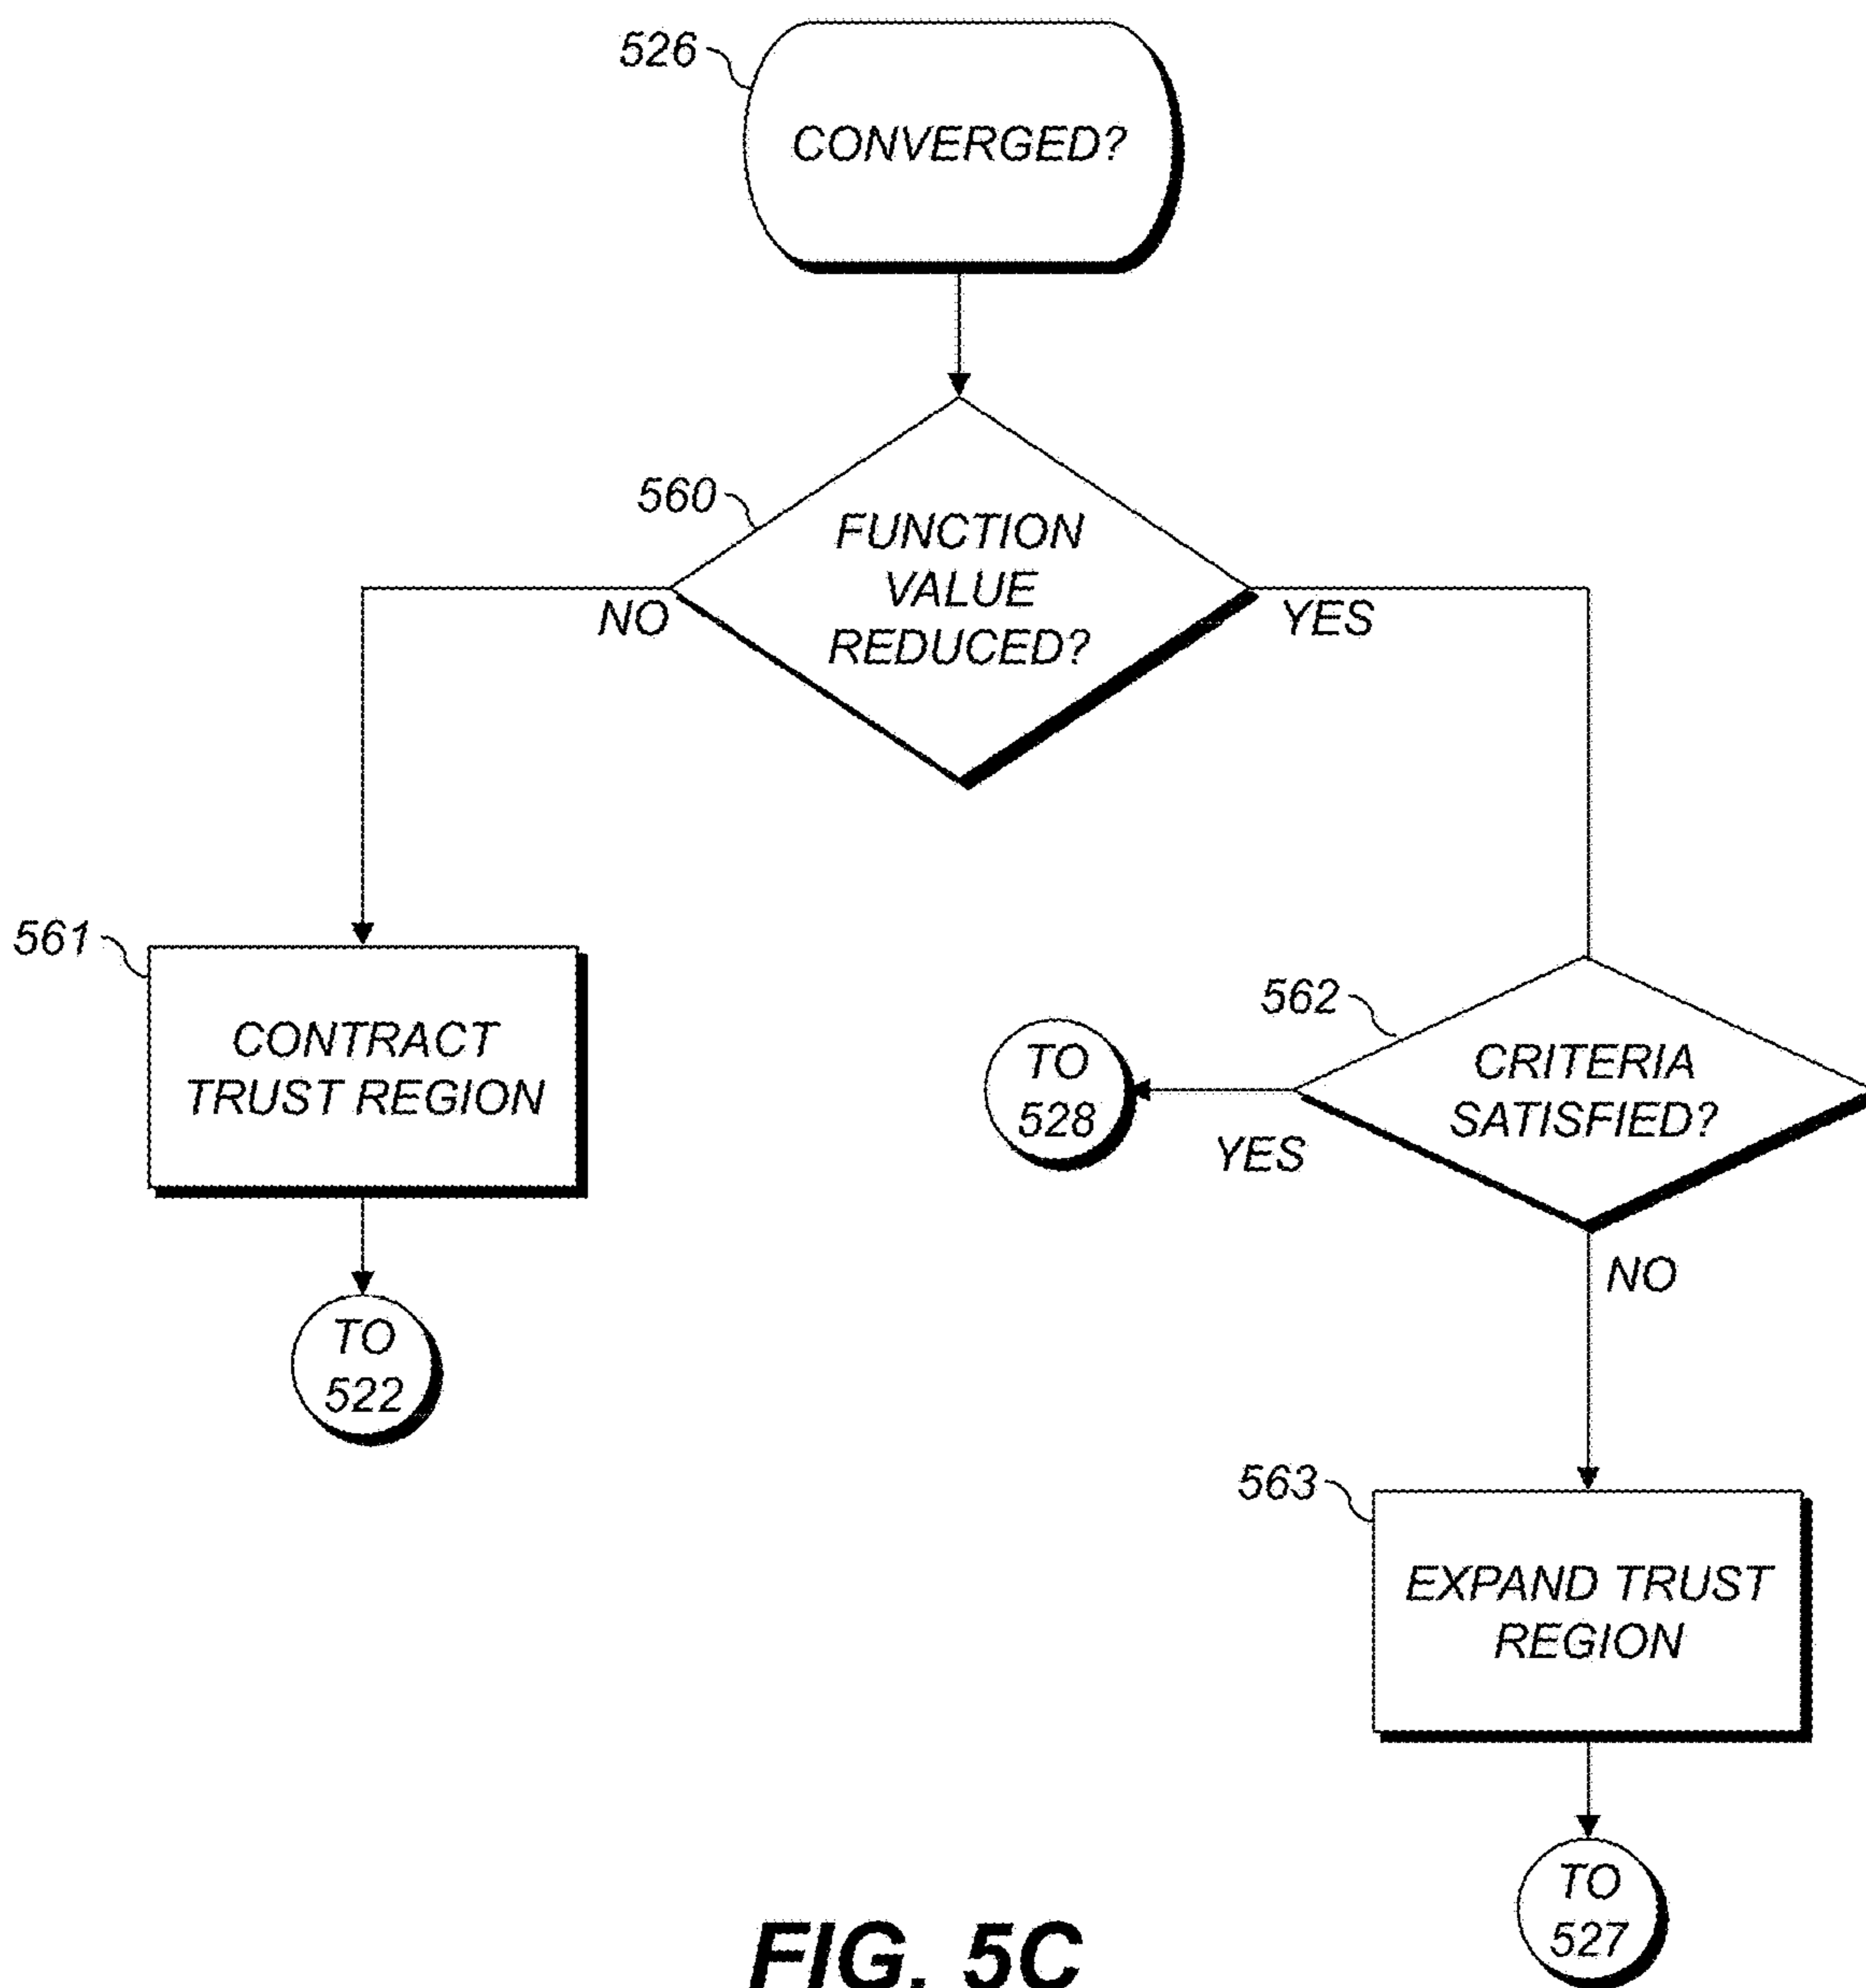 526
CONVERGED?
560
FUNCTION
VALUE
REDUCED?
NO
YES
561
CONTRACT
TRUST REGION
562
CRITERIA
SATISFIED?
TO
528
YES
NO
TO
522
563
EXPAND TRUST
REGION
TO
527
FIG. 5C